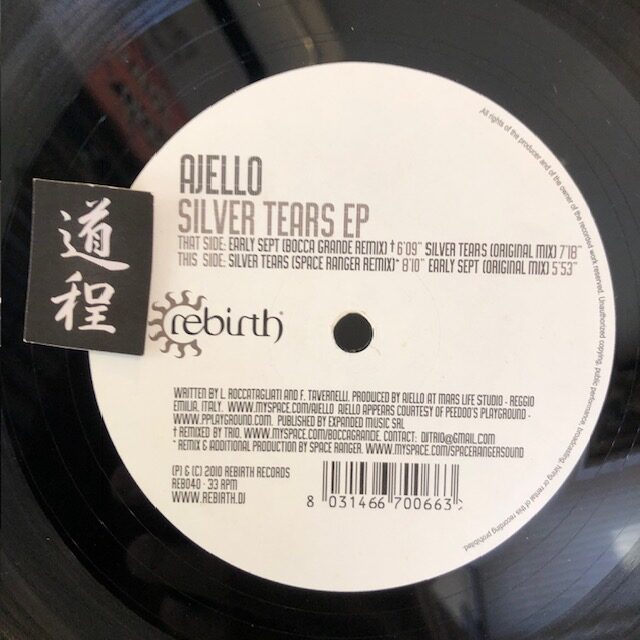 AJELLO
SILVER TEARS EP
THAT SIDE: EARLY SEPT (BOCCA GRANDE REMIX) † 6'09" SILVER TEARS (ORIGINAL MIX) 7'18"
THIS SIDE: SILVER TEARS (SPACE RANGER REMIX)* 8'10" EARLY SEPT (ORIGINAL MIX) 5'53"
道程
rebirth
WRITTEN BY L. ROCCATAGLIATI AND F. TAVERNELLI. PRODUCED BY AJELLO AT MARS LIFE STUDIO - REGGIO
EMILIA, ITALY. WWW.MYSPACE.COM/AJELLO AJELLO APPEARS COURTESY OF PEEDOO'S PLAYGROUND -
WWW.PPLAYGROUND.COM - PUBLISHED BY EXPANDED MUSIC SRL
† REMIXED BY TRIO. WWW.MYSPACE.COM/BOCCAGRANDE. CONTACT: DJTRIO@GMAIL.COM
* REMIX & ADDITIONAL PRODUCTION BY SPACE RANGER. WWW.MYSPACE.COM/SPACERANGERSOUND
(P) & (C) 2010 REBIRTH RECORDS
REB040 - 33 RPM
WWW.REBIRTH.DJ
8 031466 700663
All rights of the producer and of the owner of the recorded work reserved. Unauthorized copying, public performance, broadcasting, hiring or rental of this recording prohibited.